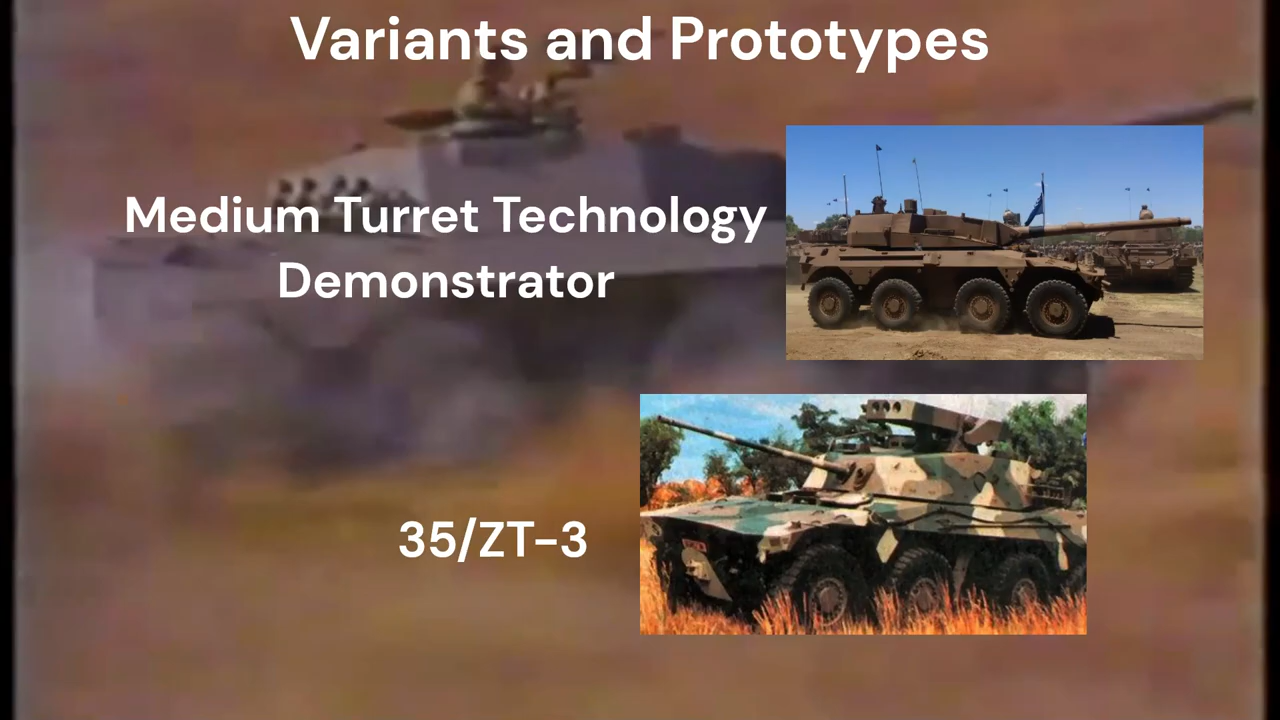 Variants and Prototypes
Medium Turret Technology
Demonstrator
35/ZT-3